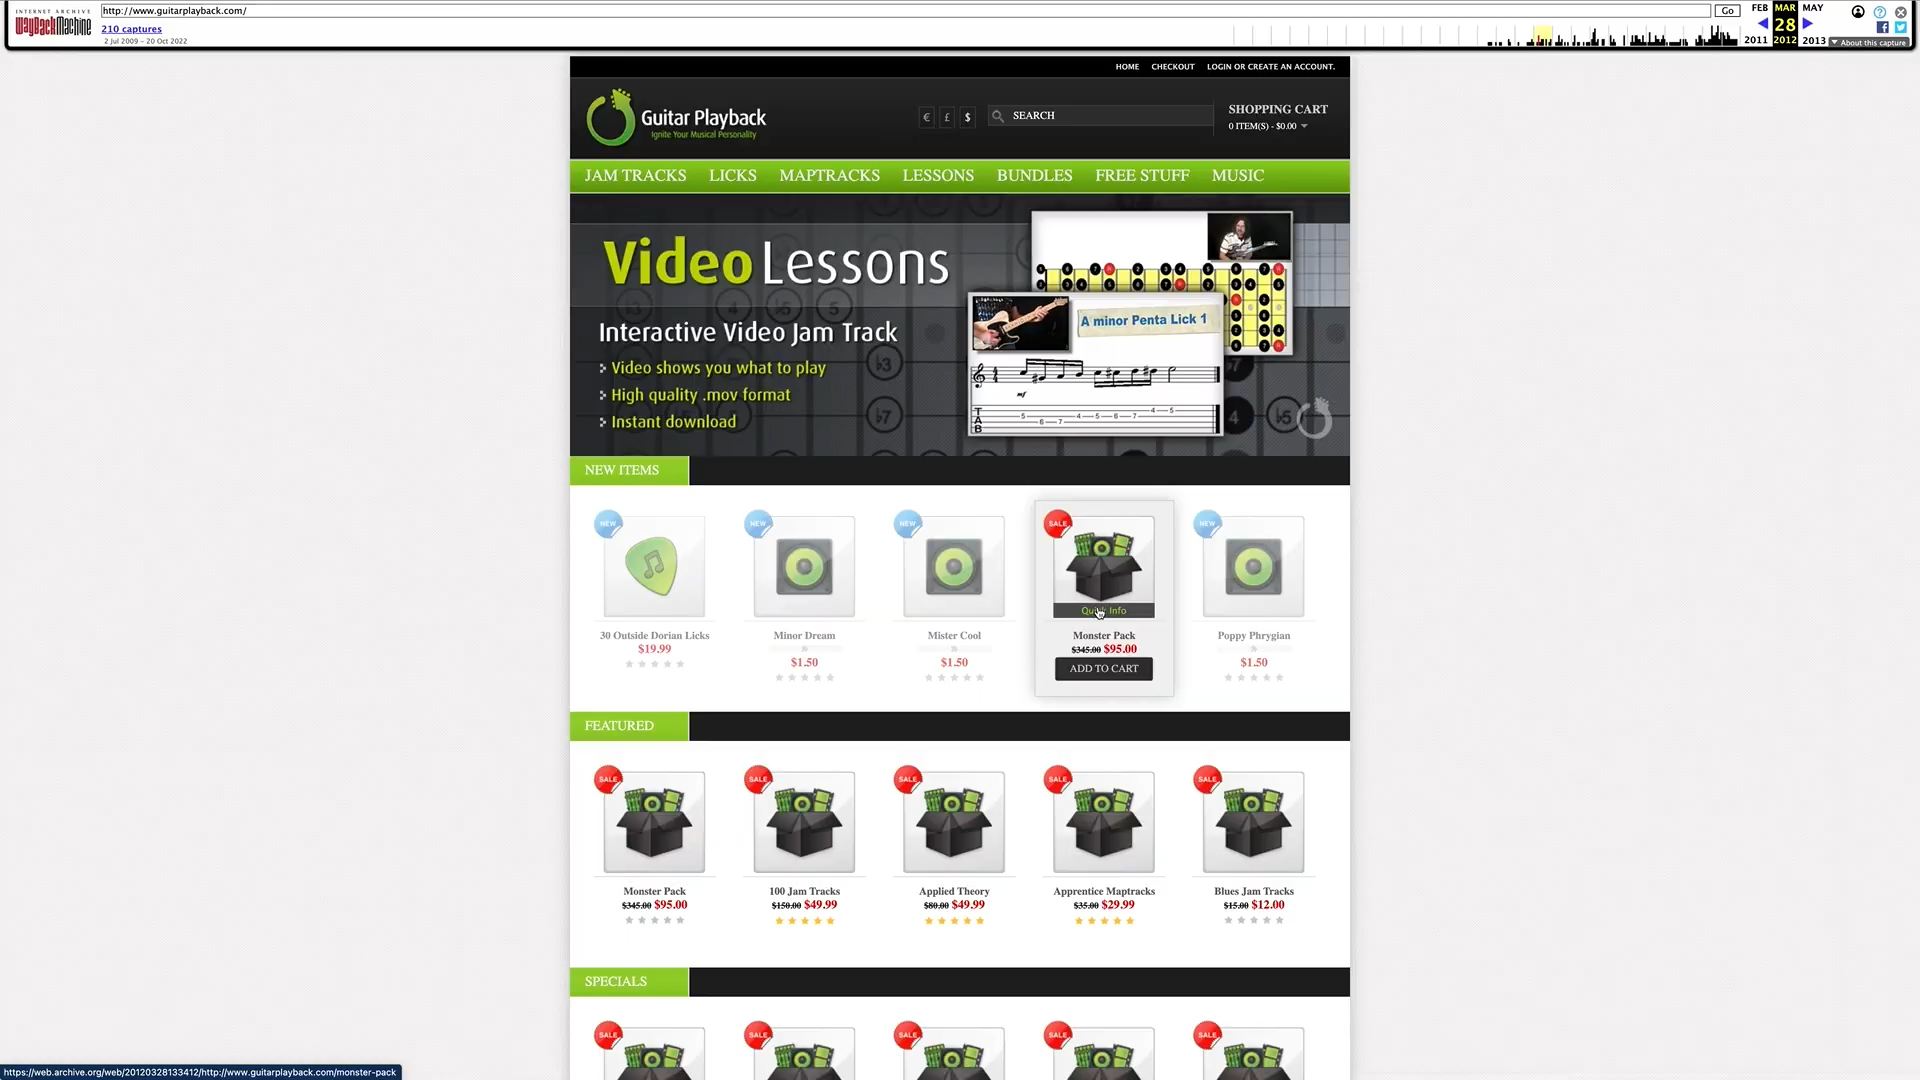 INTERNET ARCHIVE
WayBackMachine
http://www.guitarplayback.com/
Go
FEB
MAR
MAY
210 captures
28
2 Jul 2009 – 20 Oct 2022
2011
2012
2013
About this capture
HOME
CHECKOUT
LOGIN OR CREATE AN ACCOUNT.
Guitar Playback
Ignite Your Musical Personality
€
£
$
SEARCH
SHOPPING CART
0 ITEM(S) - $0.00
JAM TRACKS
LICKS
MAPTRACKS
LESSONS
BUNDLES
FREE STUFF
MUSIC
Video Lessons
Interactive Video Jam Track
Video shows you what to play
High quality .mov format
Instant download
A minor Penta Lick 1
NEW ITEMS
NEW
NEW
NEW
SALE
NEW
Quick Info
30 Outside Dorian Licks
$19.99
Minor Dream
$1.50
Mister Cool
$1.50
Monster Pack
$345.00 $95.00
ADD TO CART
Poppy Phrygian
$1.50
FEATURED
SALE
SALE
SALE
SALE
SALE
Monster Pack
$345.00 $95.00
100 Jam Tracks
$150.00 $49.99
Applied Theory
$80.00 $49.99
Apprentice Maptracks
$35.00 $29.99
Blues Jam Tracks
$15.00 $12.00
SPECIALS
SALE
SALE
SALE
SALE
SALE
https://web.archive.org/web/20120328133412/http://www.guitarplayback.com/monster-pack